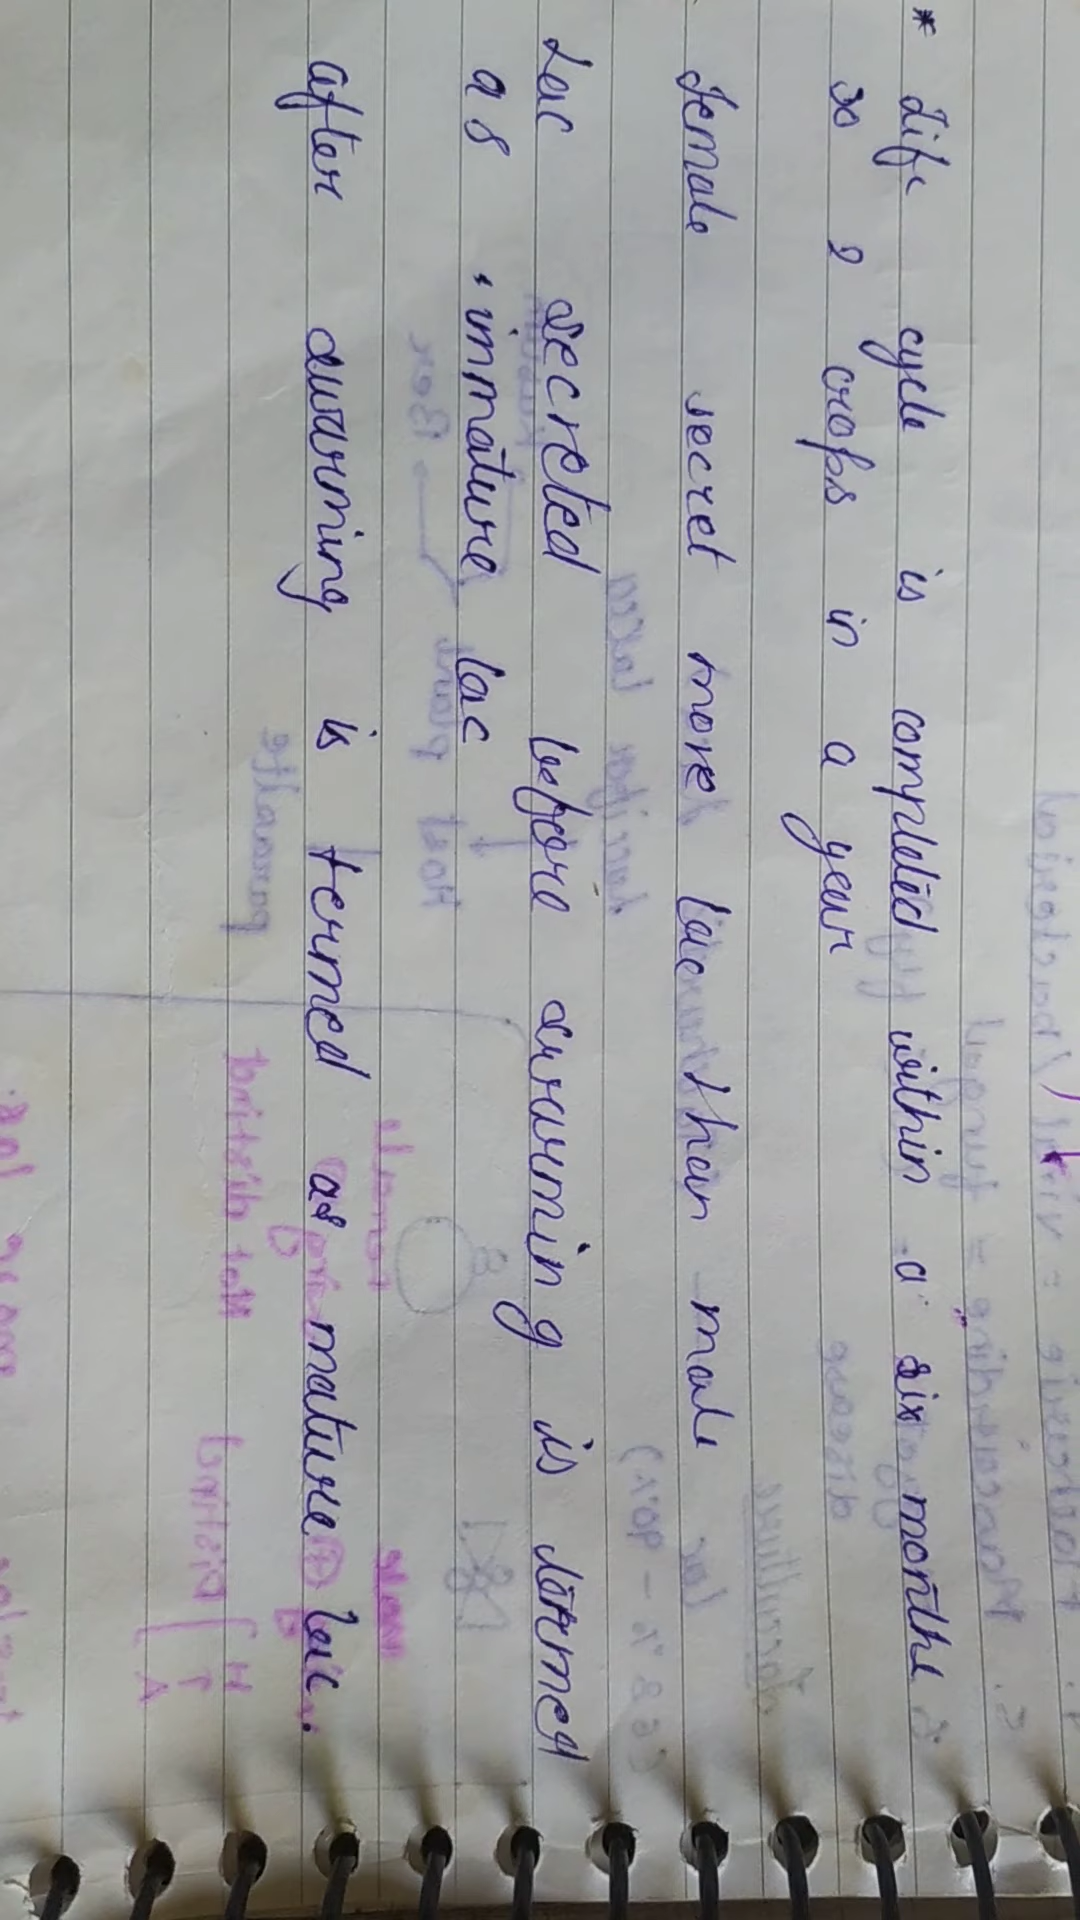 * Life cycle is completed within a six months
so 2 crops in a year
Female secret more lac than male
Lac secreted before swarming is termed
as immature lac
after swarming is termed as mature lac.